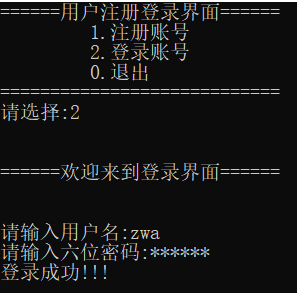 ======用户注册登录界面======
1.注册账号
2.登录账号
0.退出
============================
请选择:2
======欢迎来到登录界面======
请输入用户名:zwa
请输入六位密码:******
登录成功!!!